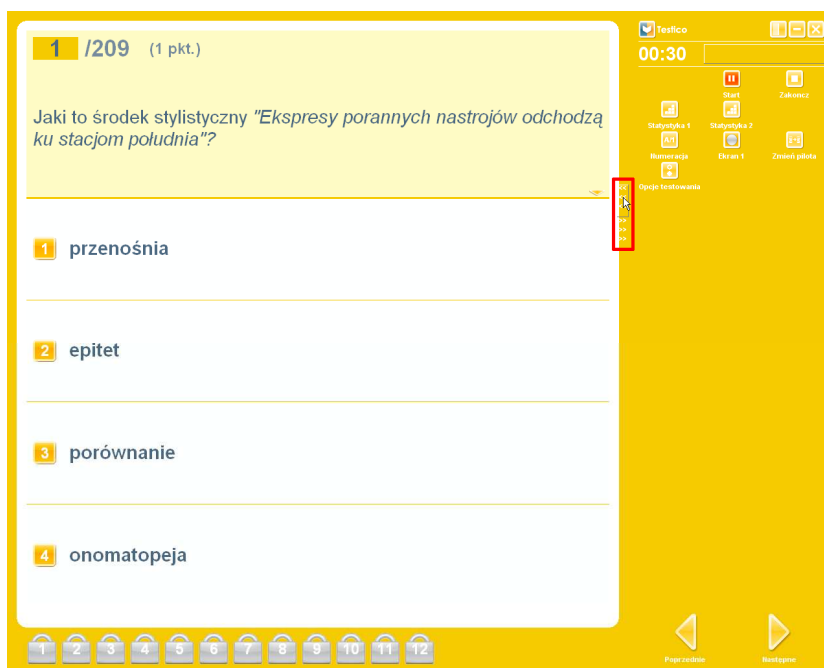 1 /209 (1 pkt.)
Jaki to środek stylistyczny "Ekspresy porannych nastrojów odchodzą
ku stacjom południa"?
1 przenośnia
2 epitet
3 porównanie
4 onomatopeja
1 2 3 4 5 6 7 8 9 10 11 12
Testico
00:30
Start Zakoncz
Statystyka 1 Statystyka 2
Numeracja Ekran 1 Zmień pilota
Opcje testowania
<<
>>
>>
>>
Poprzednie Następne